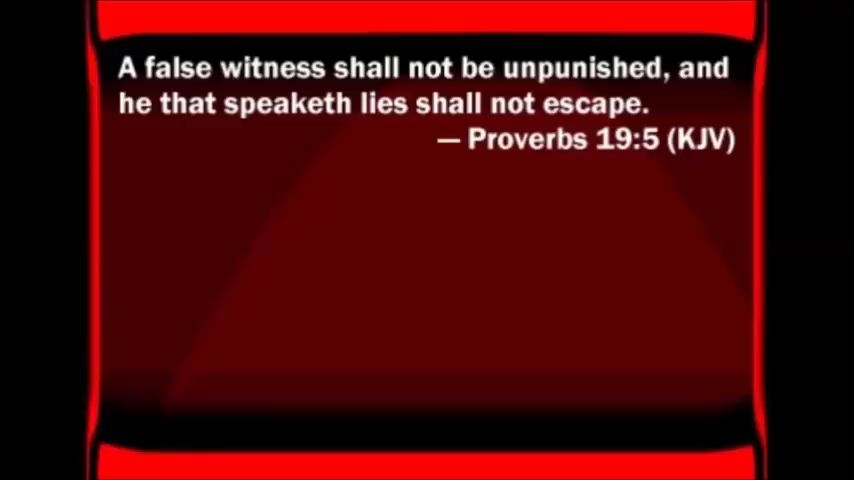 A false witness shall not be unpunished, and
he that speaketh lies shall not escape.
— Proverbs 19:5 (KJV)